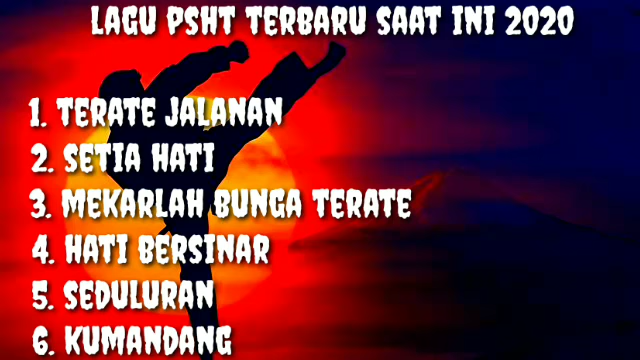 LAGU PSHT TERBARU SAAT INI 2020
1. TERATE JALANAN
2. SETIA HATI
3. MEKARLAH BUNGA TERATE
4. HATI BERSINAR
5. SEDULURAN
6. KUMANDANG